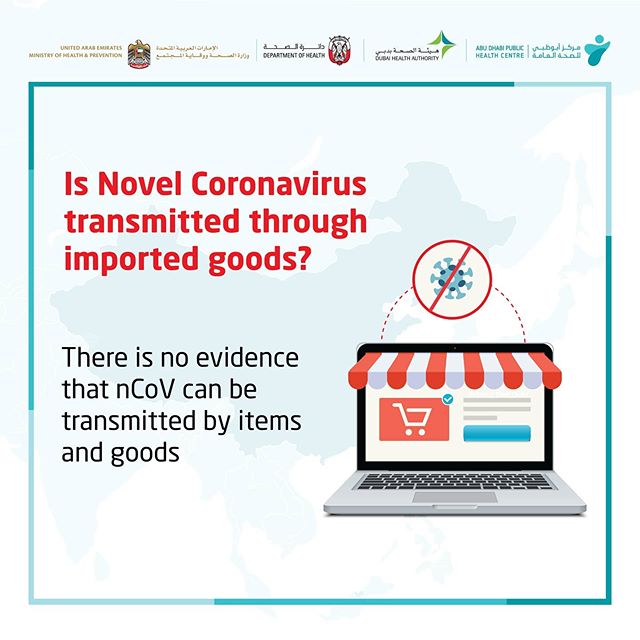 UNITED ARAB EMIRATES
MINISTRY OF HEALTH & PREVENTION
الإمارات العربية المتحدة
وزارة الصحة ووقاية المجتمع
دائرة الصحة
DEPARTMENT OF HEALTH
هيئة الصحة بدبي
DUBAI HEALTH AUTHORITY
ABU DHABI PUBLIC
HEALTH CENTRE
مركز أبوظبي
للصحة العامة
Is Novel Coronavirus
transmitted through
imported goods?
There is no evidence
that nCoV can be
transmitted by items
and goods